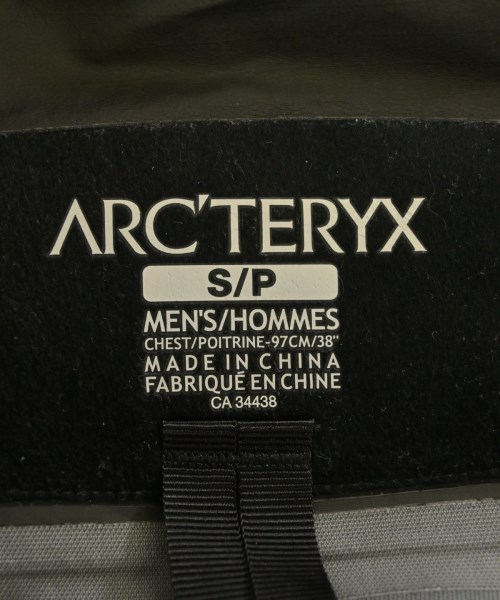 ARC'TERYX
S/P
MEN'S/HOMMES
CHEST/POITRINE-97CM/38"
MADE IN CHINA
FABRIQUÉ EN CHINE
CA 34438